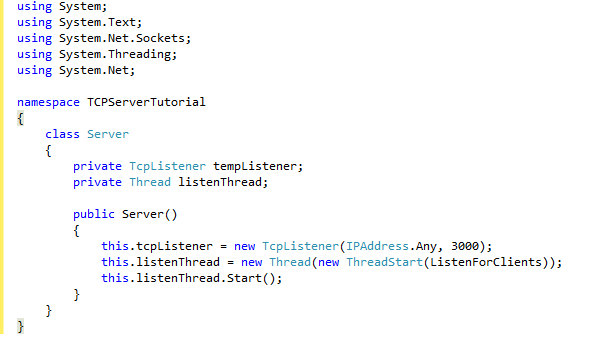 using System;
using System.Text;
using System.Net.Sockets;
using System.Threading;
using System.Net;

namespace TCPServerTutorial
{
    class Server
    {
        private TcpListener tempListener;
        private Thread listenThread;

        public Server()
        {
            this.tcpListener = new TcpListener(IPAddress.Any, 3000);
            this.listenThread = new Thread(new ThreadStart(ListenForClients));
            this.listenThread.Start();
        }
    }
}